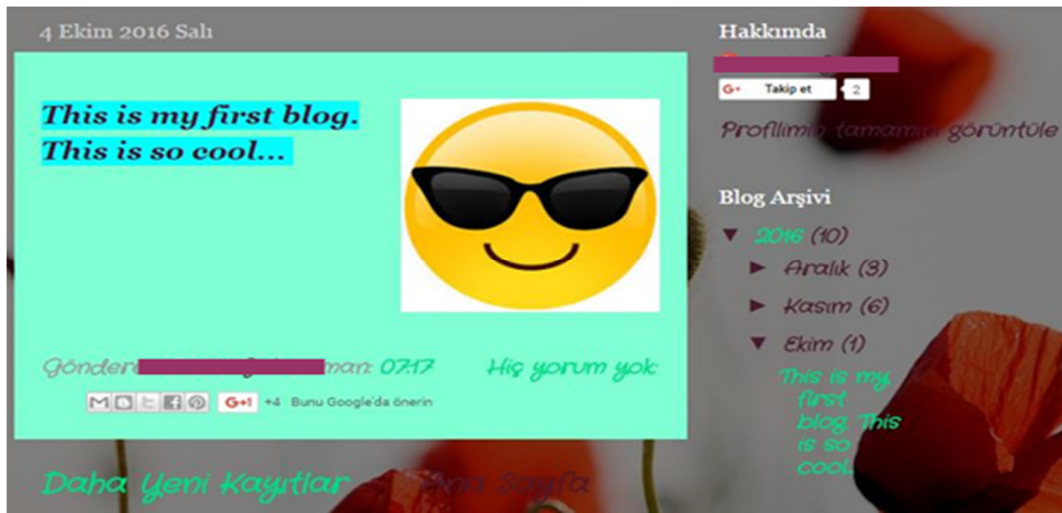 4 Ekim 2016 Salı
This is my first blog.
This is so cool...
Gönder man: 07:17 Hiç yorum yok:
G+1 +4 Bunu Google'da önerin
Daha Yeni Kayıtlar Ana Sayfa
Hakkımda
G+ Takip et 2
Profilimin tamamını görüntüle
Blog Arşivi
▼ 2016 (10)
► Aralık (3)
► Kasım (6)
▼ Ekim (1)
This is my
first
blog. This
is so
cool...